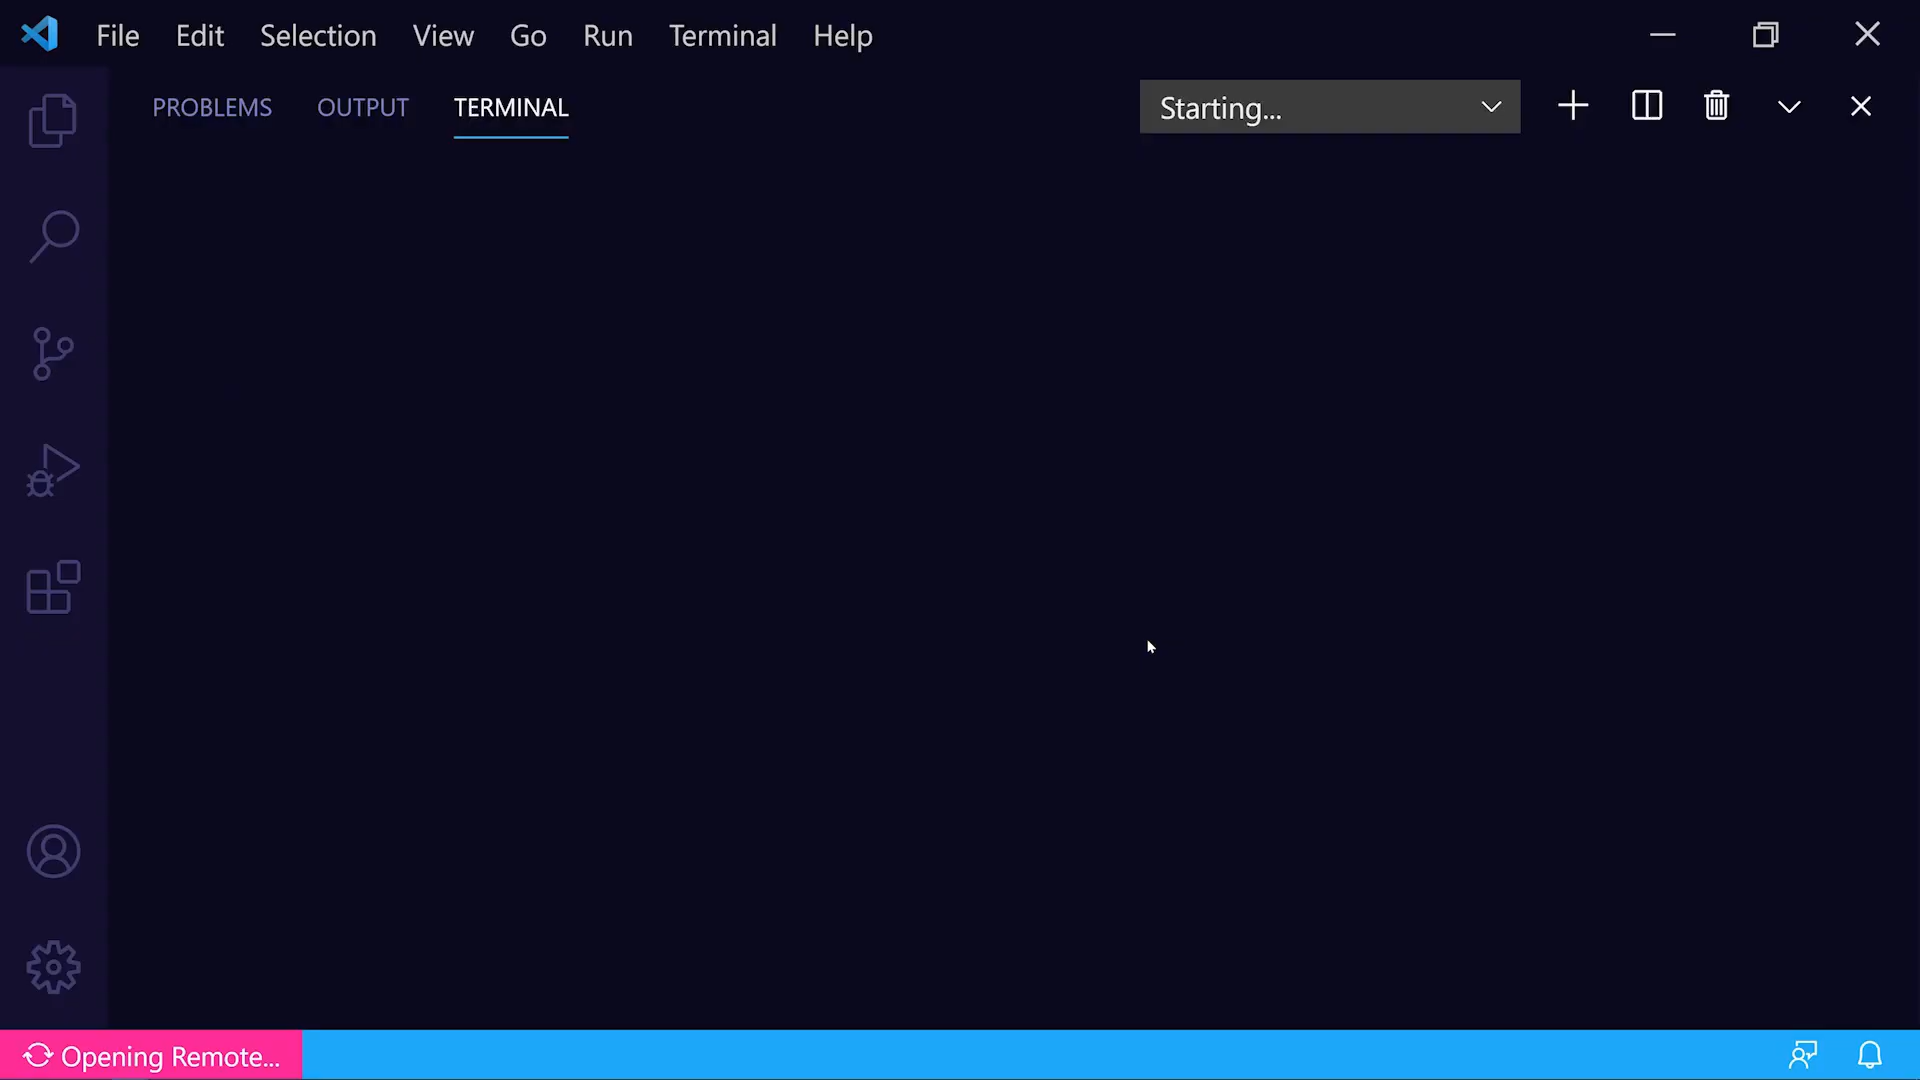 File Edit Selection View Go Run Terminal Help
PROBLEMS OUTPUT TERMINAL Starting...
Opening Remote...